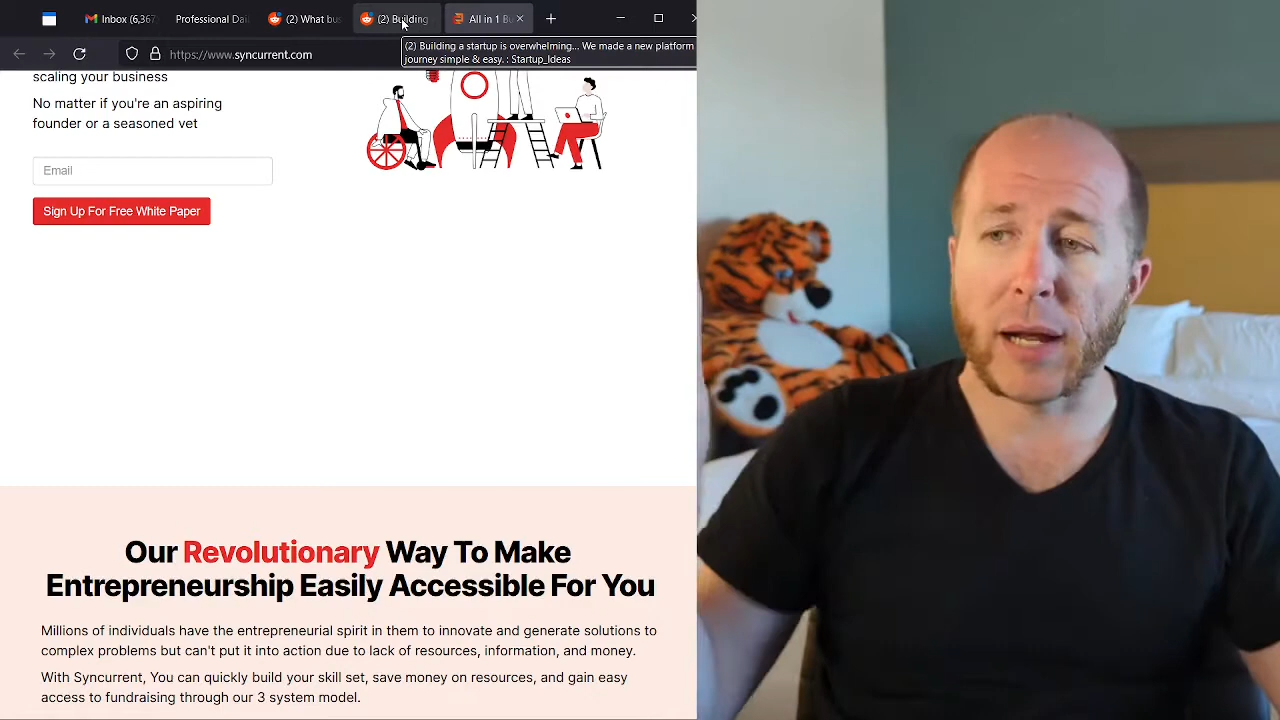 Inbox (6,367
Professional Dai
(2) What bus
(2) Building
All in 1 Bu
https://www.syncurrent.com
(2) Building a startup is overwhelming... We made a new platform
journey simple & easy. : Startup_Ideas
scaling your business
No matter if you're an aspiring
founder or a seasoned vet
Email
Sign Up For Free White Paper
Our Revolutionary Way To Make
Entrepreneurship Easily Accessible For You
Millions of individuals have the entrepreneurial spirit in them to innovate and generate solutions to
complex problems but can't put it into action due to lack of resources, information, and money.
With Syncurrent, You can quickly build your skill set, save money on resources, and gain easy
access to fundraising through our 3 system model.